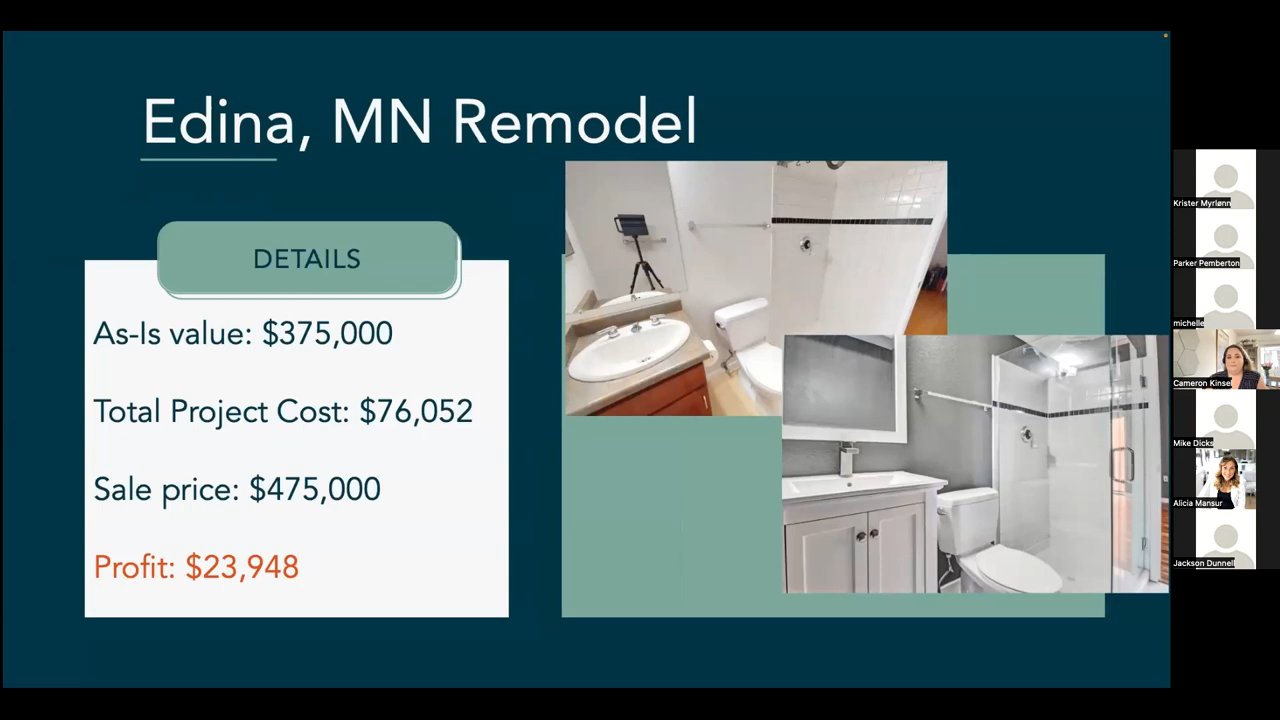 Edina, MN Remodel
DETAILS
As-Is value: $375,000
Total Project Cost: $76,052
Sale price: $475,000
Profit: $23,948
Krister Myrlønn
Parker Pemberton
michelle
Cameron Kinsel
Mike Dicks
Alicia Mansur
Jackson Dunnell